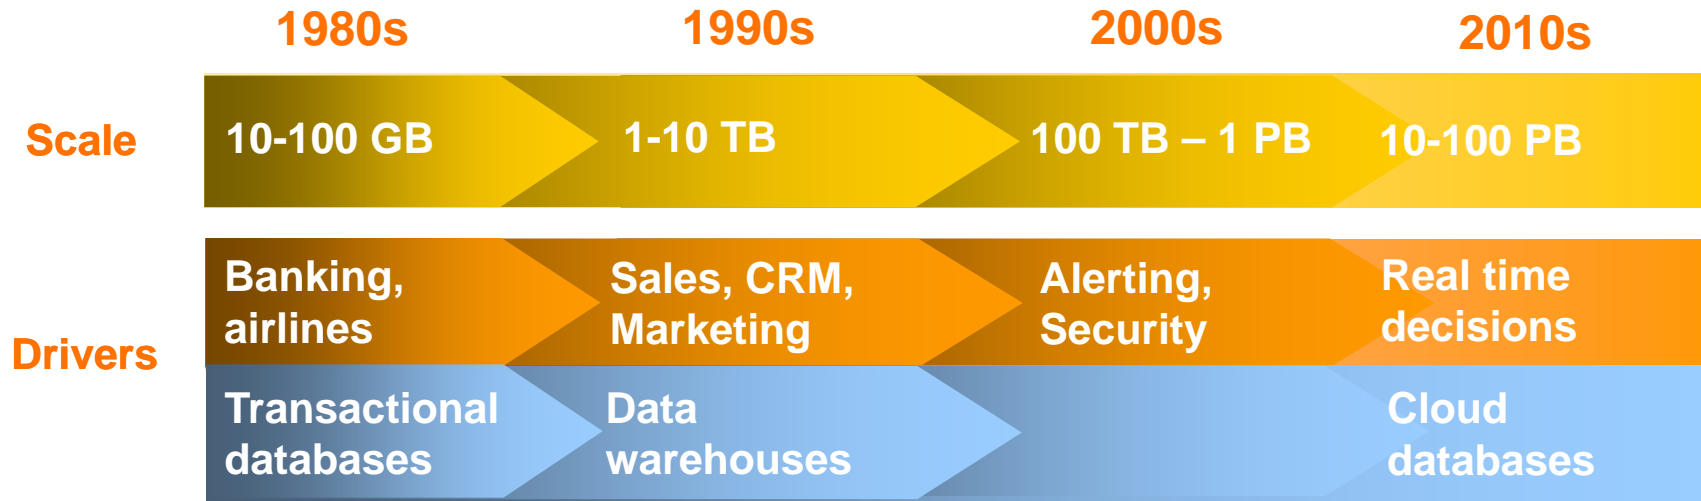 1980s
1990s
2000s
2010s
Scale
10-100 GB
1-10 TB
100 TB – 1 PB
10-100 PB
Drivers
Banking,
airlines
Sales, CRM,
Marketing
Alerting,
Security
Real time
decisions
Transactional
databases
Data
warehouses
Cloud
databases